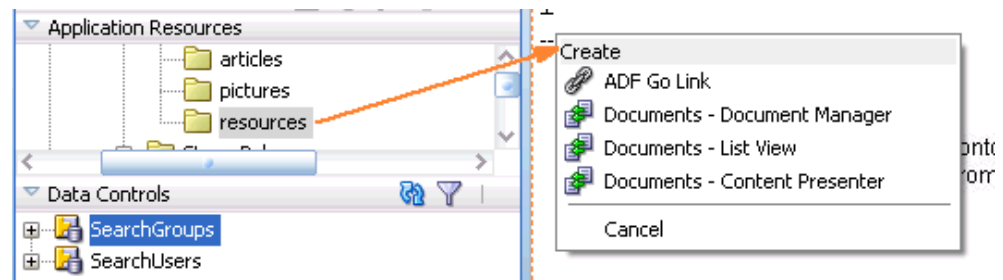 Application Resources
articles
pictures
resources
Data Controls
SearchGroups
SearchUsers
Create
ADF Go Link
Documents - Document Manager
Documents - List View
Documents - Content Presenter
Cancel